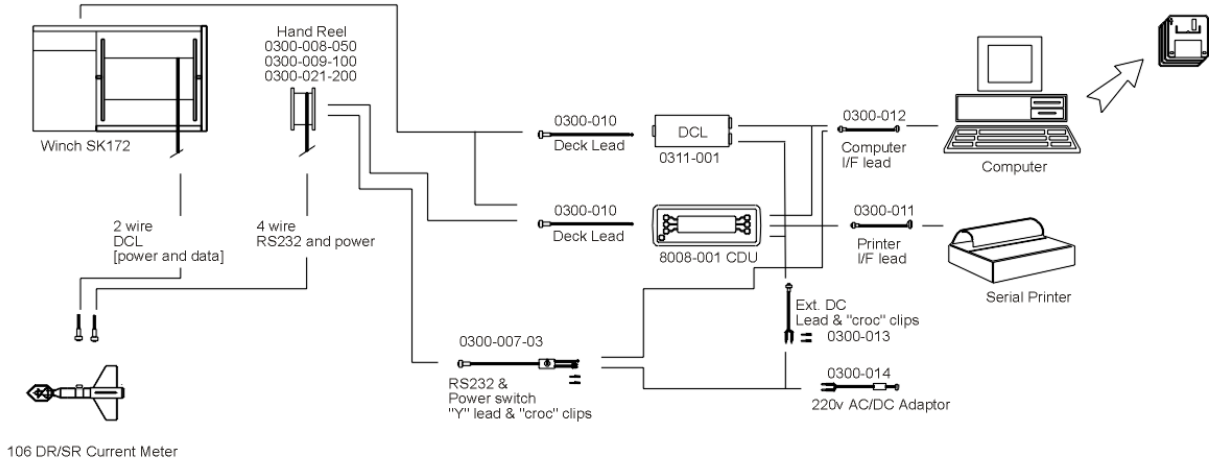 Hand Reel
0300-008-050
0300-009-100
0300-021-200
Winch SK172
0300-010
Deck Lead
DCL
0311-001
0300-012
Computer
I/F lead
Computer
2 wire
DCL
[power and data]
4 wire
RS232 and power
0300-010
Deck Lead
8008-001 CDU
0300-011
Printer
I/F lead
Serial Printer
Ext. DC
Lead & "croc" clips
0300-013
0300-007-03
RS232 &
Power switch
"Y" lead & "croc" clips
0300-014
220v AC/DC Adaptor
106 DR/SR Current Meter